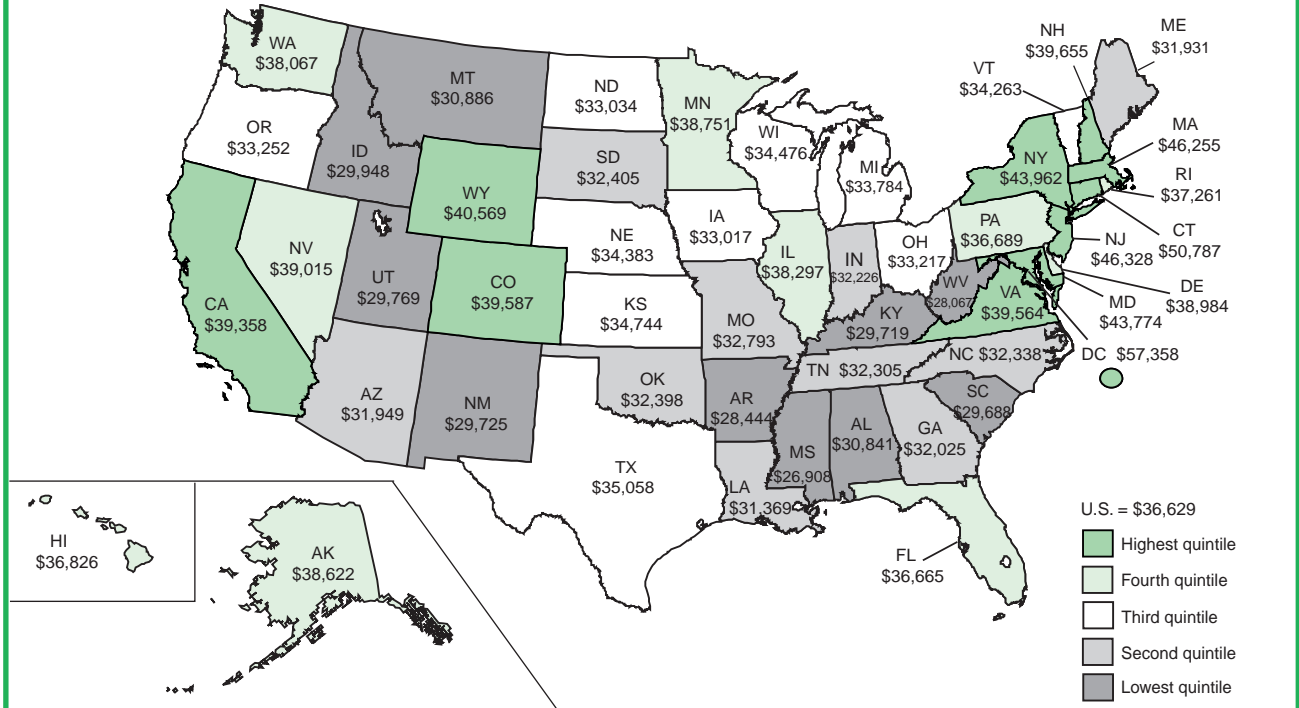 WA
$38,067
OR
$33,252
ID
$29,948
MT
$30,886
ND
$33,034
MN
$38,751
WI
$34,476
MI
$33,784
VT
$34,263
NH
$39,655
ME
$31,931
MA
$46,255
RI
$37,261
CT
$50,787
NY
$43,962
PA
$36,689
NJ
$46,328
DE
$38,984
MD
$43,774
DC $57,358
SD
$32,405
WY
$40,569
NE
$34,383
IA
$33,017
IL
$38,297
IN
$32,226
OH
$33,217
WV
$28,067
VA
$39,564
NV
$39,015
UT
$29,769
CO
$39,587
CA
$39,358
KS
$34,744
MO
$32,793
KY
$29,719
TN $32,305
NC $32,338
SC
$29,688
AZ
$31,949
NM
$29,725
OK
$32,398
AR
$28,444
MS
$26,908
AL
$30,841
GA
$32,025
TX
$35,058
LA
$31,369
FL
$36,665
HI
$36,826
AK
$38,622
U.S. = $36,629
Highest quintile
Fourth quintile
Third quintile
Second quintile
Lowest quintile